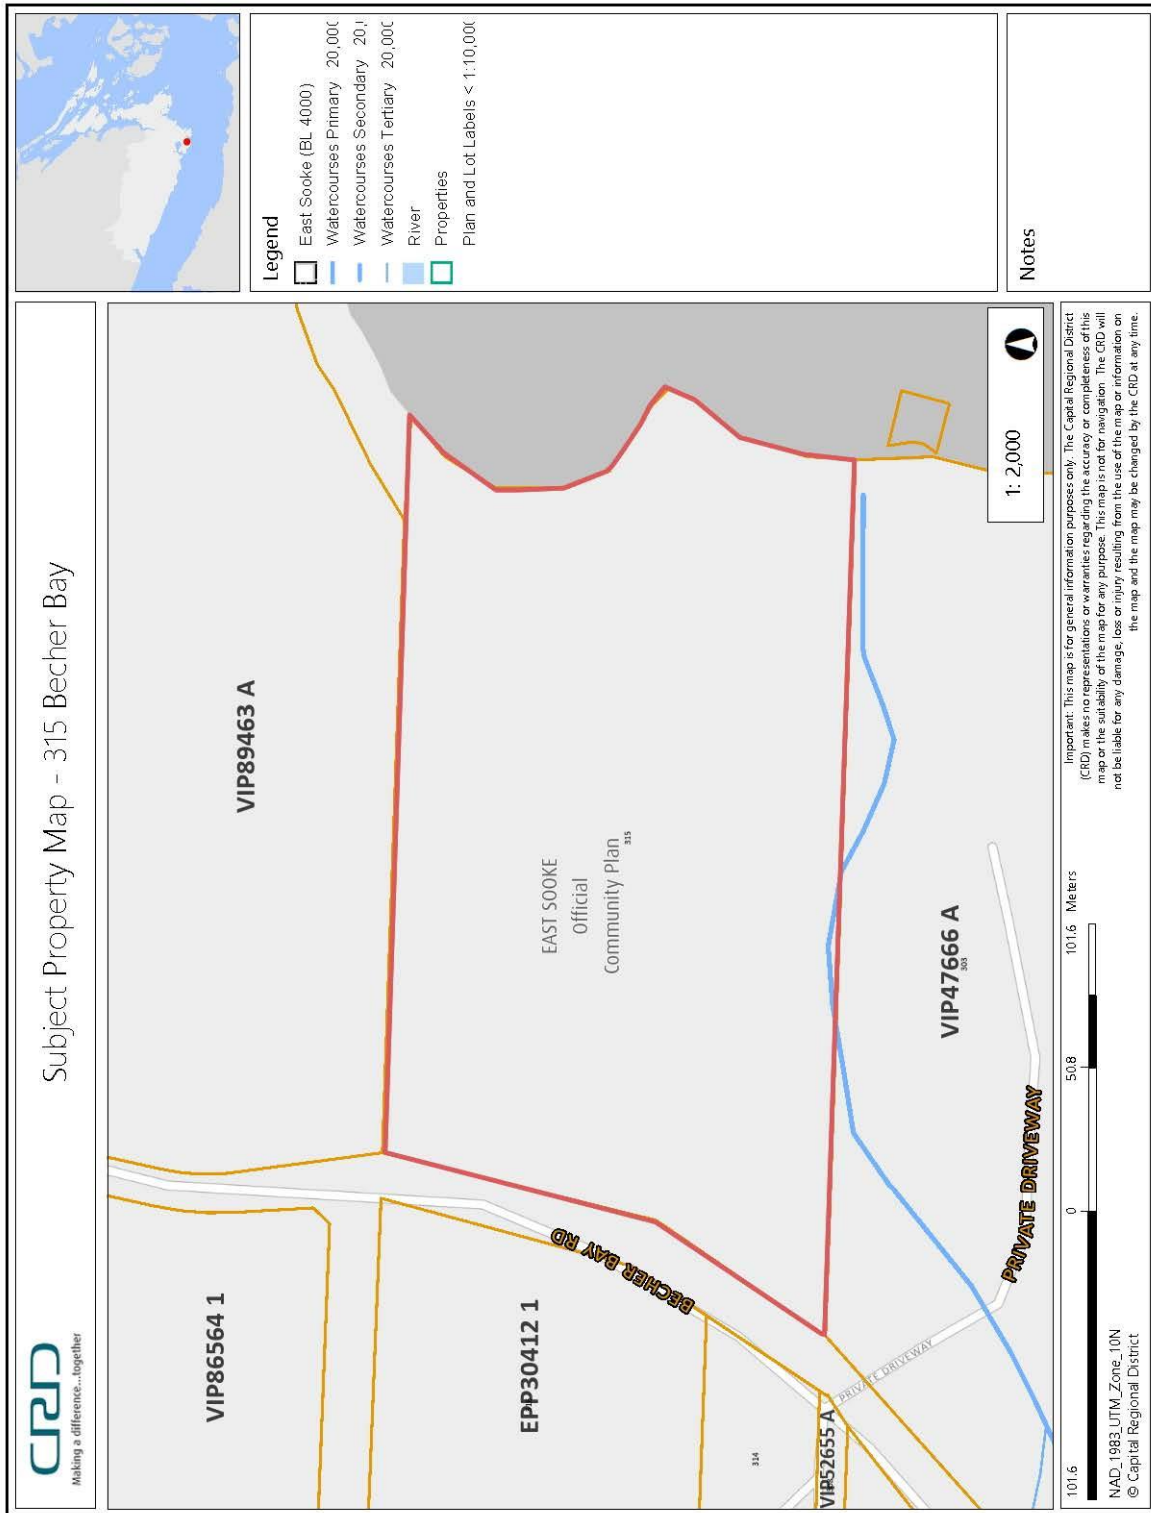 CRD
Making a difference...together
Subject Property Map - 315 Becher Bay
VIP86564 1
VIP89463 A
EPP30412 1
BECHER BAY RD
EAST SOOKE
Official
Community Plan
315
314
VIP52655 A
PRIVATE DRIVEWAY
VIP47666 A
303
PRIVATE DRIVEWAY
1: 2,000
Legend
East Sooke (BL 4000)
Watercourses Primary 20,000
Watercourses Secondary 20,
Watercourses Tertiary 20,000
River
Properties
Plan and Lot Labels < 1:10,000
Notes
101.6
0
50.8
101.6 Meters
NAD_1983_UTM_Zone_10N
© Capital Regional District
Important: This map is for general information purposes only. The Capital Regional District
(CRD) makes no representations or warranties regarding the accuracy or completeness of this
map or the suitability of the map for any purpose. This map is not for navigation. The CRD will
not be liable for any damage, loss or injury resulting from the use of the map or information on
the map and the map may be changed by the CRD at any time.